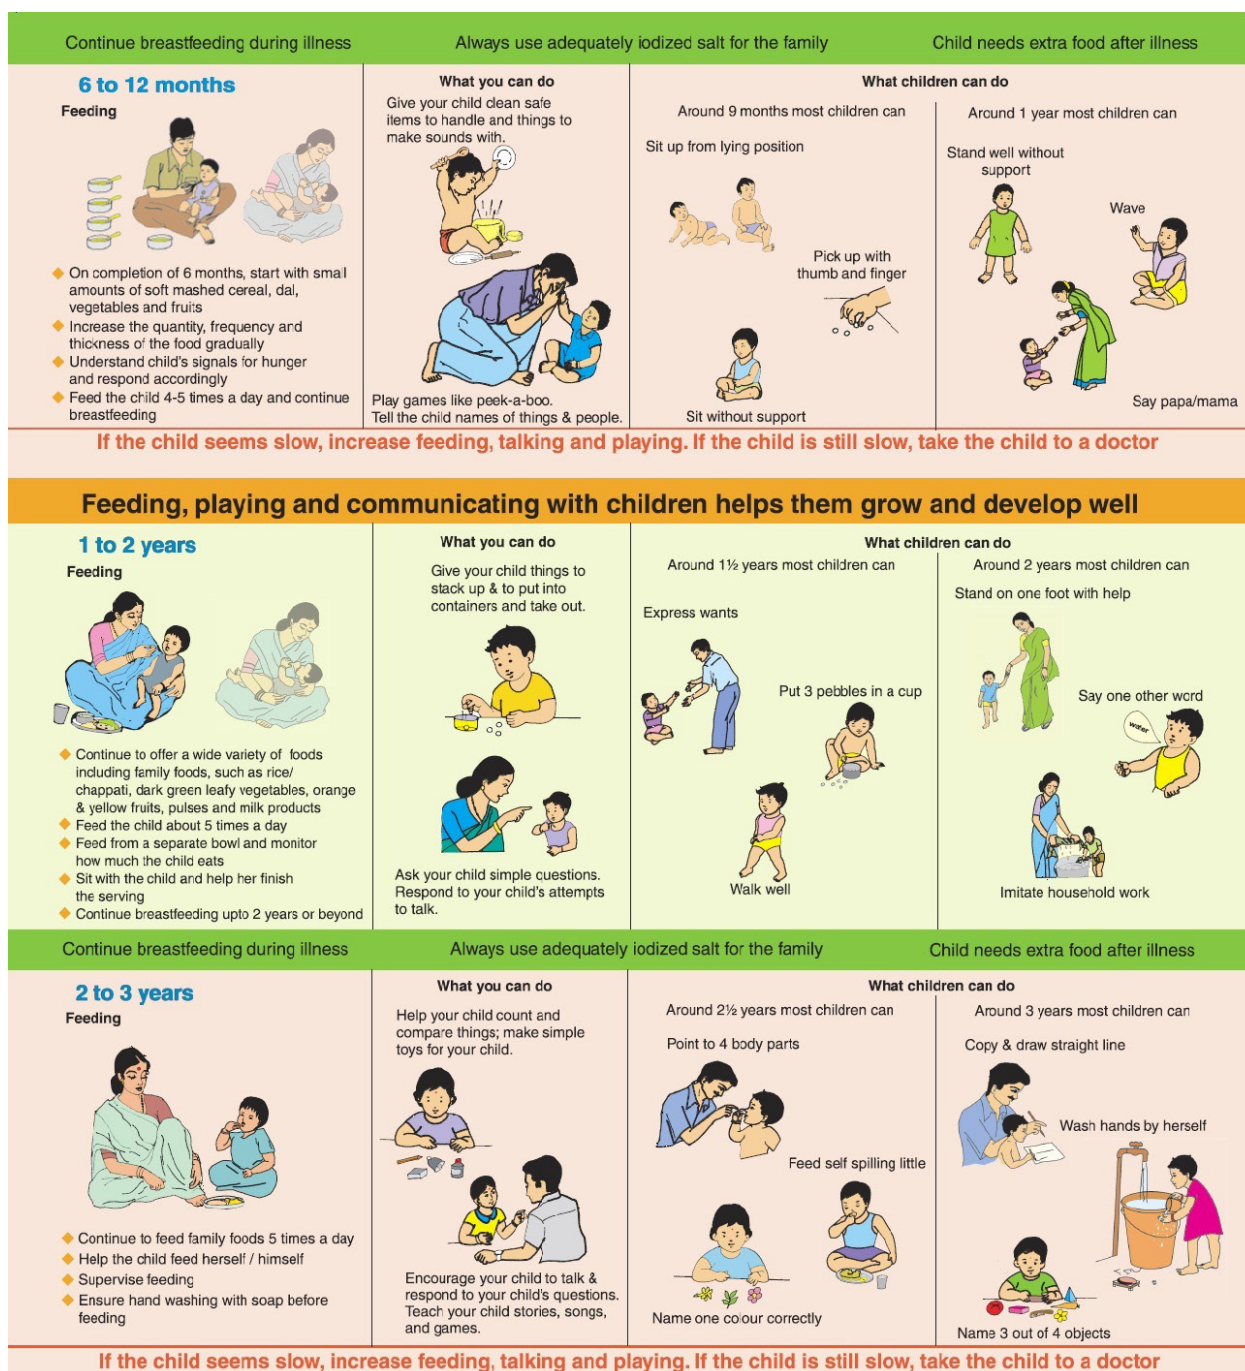 Continue breastfeeding during illness
Always use adequately iodized salt for the family
Child needs extra food after illness
6 to 12 months
Feeding
On completion of 6 months, start with small
amounts of soft mashed cereal, dal,
vegetables and fruits
Increase the quantity, frequency and
thickness of the food gradually
Understand child's signals for hunger
and respond accordingly
Feed the child 4-5 times a day and continue
breastfeeding
What you can do
Give your child clean safe
items to handle and things to
make sounds with.
Play games like peek-a-boo.
Tell the child names of things & people.
What children can do
Around 9 months most children can
Sit up from lying position
Pick up with
thumb and finger
Sit without support
Around 1 year most children can
Stand well without
support
Wave
Say papa/mama
If the child seems slow, increase feeding, talking and playing. If the child is still slow, take the child to a doctor
Feeding, playing and communicating with children helps them grow and develop well
1 to 2 years
Feeding
Continue to offer a wide variety of foods
including family foods, such as rice/
chappati, dark green leafy vegetables, orange
& yellow fruits, pulses and milk products
Feed the child about 5 times a day
Feed from a separate bowl and monitor
how much the child eats
Sit with the child and help her finish
the serving
Continue breastfeeding upto 2 years or beyond
What you can do
Give your child things to
stack up & to put into
containers and take out.
Ask your child simple questions.
Respond to your child's attempts
to talk.
What children can do
Around 1½ years most children can
Express wants
Put 3 pebbles in a cup
Walk well
Around 2 years most children can
Stand on one foot with help
Say one other word
water
Imitate household work
Continue breastfeeding during illness
Always use adequately iodized salt for the family
Child needs extra food after illness
2 to 3 years
Feeding
Continue to feed family foods 5 times a day
Help the child feed herself / himself
Supervise feeding
Ensure hand washing with soap before
feeding
What you can do
Help your child count and
compare things; make simple
toys for your child.
Encourage your child to talk &
respond to your child's questions.
Teach your child stories, songs,
and games.
What children can do
Around 2½ years most children can
Point to 4 body parts
Feed self spilling little
Name one colour correctly
Around 3 years most children can
Copy & draw straight line
Wash hands by herself
Name 3 out of 4 objects
If the child seems slow, increase feeding, talking and playing. If the child is still slow, take the child to a doctor